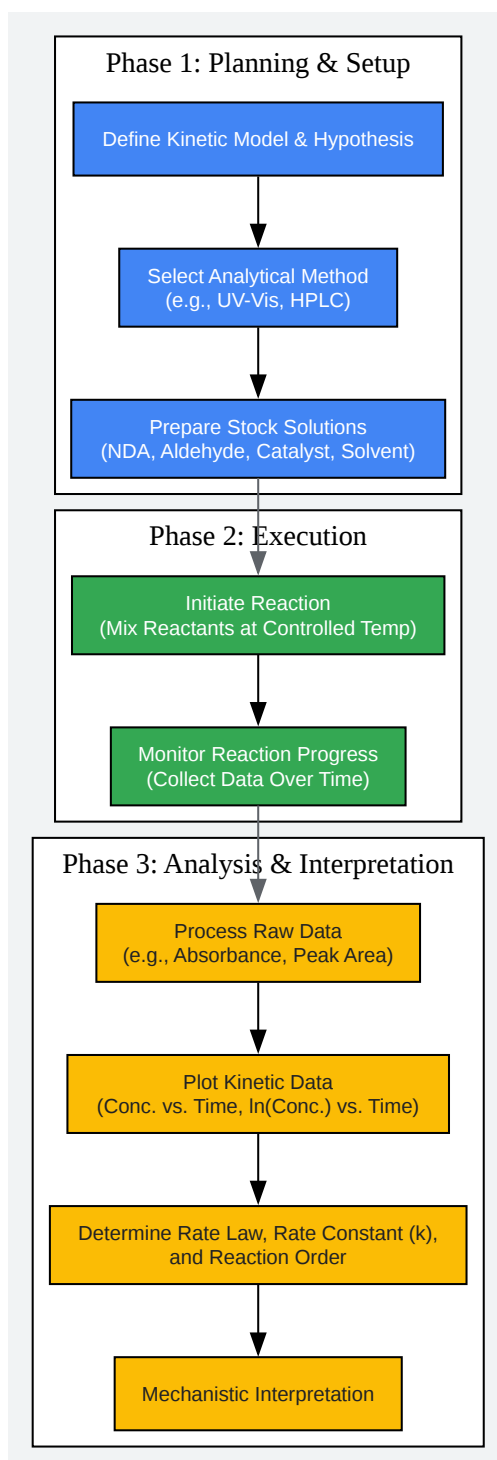 Phase 1: Planning & Setup
Define Kinetic Model & Hypothesis
Select Analytical Method
(e.g., UV-Vis, HPLC)
Prepare Stock Solutions
(NDA, Aldehyde, Catalyst, Solvent)
Phase 2: Execution
Initiate Reaction
(Mix Reactants at Controlled Temp)
Monitor Reaction Progress
(Collect Data Over Time)
Phase 3: Analysis & Interpretation
Process Raw Data
(e.g., Absorbance, Peak Area)
Plot Kinetic Data
(Conc. vs. Time, ln(Conc.) vs. Time)
Determine Rate Law, Rate Constant (k),
and Reaction Order
Mechanistic Interpretation